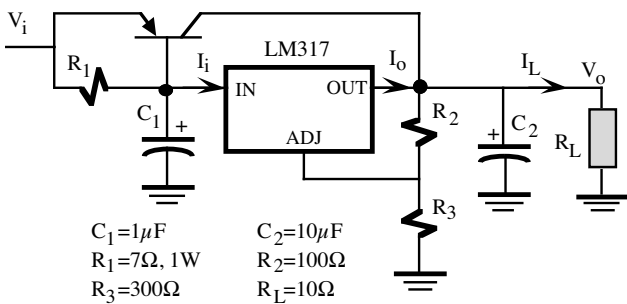 V_i
R_1
C_1
+
I_i
LM317
IN
OUT
ADJ
I_o
R_2
R_3
+
C_2
I_L
V_o
R_L
C_1=1µF
C_2=10µF
R_1=7Ω, 1W
R_2=100Ω
R_3=300Ω
R_L=10Ω